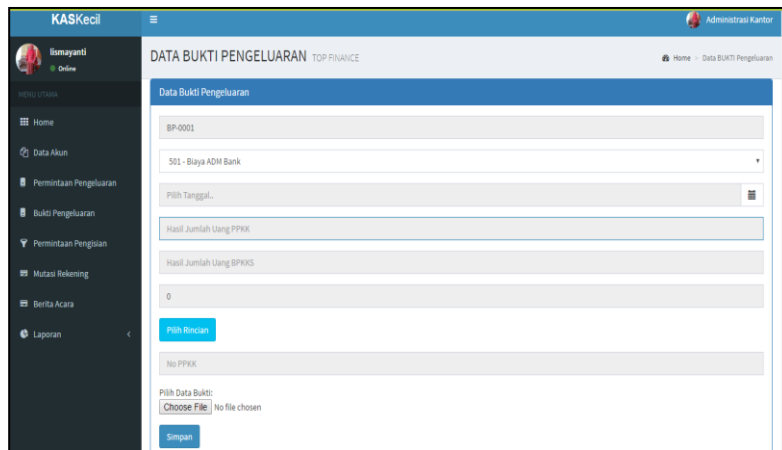 KASKecil
Administrasi Kantor
lismayanti
Online
DATA BUKTI PENGELUARAN TOP FINANCE
Home > Data BUKTI Pengeluaran
MENU UTAMA
Data Bukti Pengeluaran
Home
BP-0001
Data Akun
501 - Biaya ADM Bank
Permintaan Pengeluaran
Pilih Tanggal..
Bukti Pengeluaran
Hasil Jumlah Uang PPKK
Permintaan Pengisian
Hasil Jumlah Uang BPKKS
Mutasi Rekening
0
Berita Acara
Laporan
Pilih Rincian
No PPKK
Pilih Data Bukti:
Choose File No file chosen
Simpan